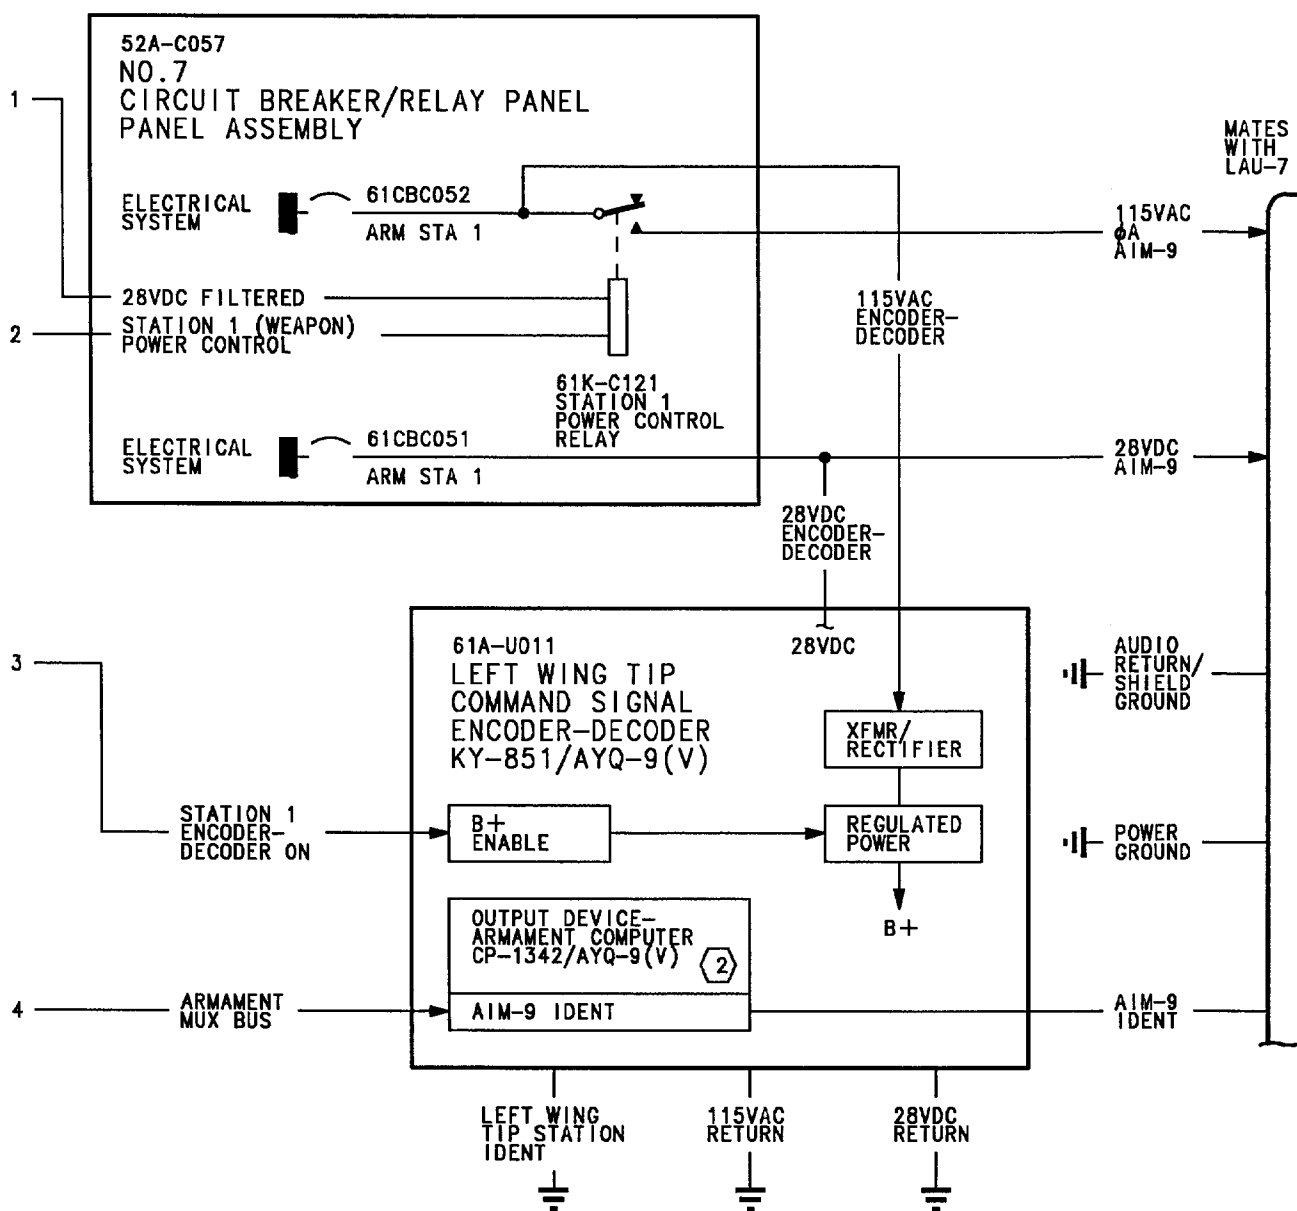 52A-C057
NO.7
CIRCUIT BREAKER/RELAY PANEL
PANEL ASSEMBLY
1
MATES
WITH
LAU-7
ELECTRICAL
SYSTEM
61CBC052
ARM STA 1
115VAC
ϕA
AIM-9
28VDC FILTERED
2
STATION 1 (WEAPON)
POWER CONTROL
115VAC
ENCODER-
DECODER
61K-C121
STATION 1
POWER CONTROL
RELAY
ELECTRICAL
SYSTEM
61CBC051
ARM STA 1
28VDC
AIM-9
28VDC
ENCODER-
DECODER
28VDC
3
61A-U011
LEFT WING TIP
COMMAND SIGNAL
ENCODER-DECODER
KY-851/AYQ-9(V)
AUDIO
RETURN/
SHIELD
GROUND
XFMR/
RECTIFIER
STATION 1
ENCODER-
DECODER ON
B+
ENABLE
REGULATED
POWER
POWER
GROUND
B+
OUTPUT DEVICE-
ARMAMENT COMPUTER
CP-1342/AYQ-9(V)
2
4
ARMAMENT
MUX BUS
AIM-9 IDENT
AIM-9
IDENT
LEFT WING
TIP STATION
IDENT
115VAC
RETURN
28VDC
RETURN